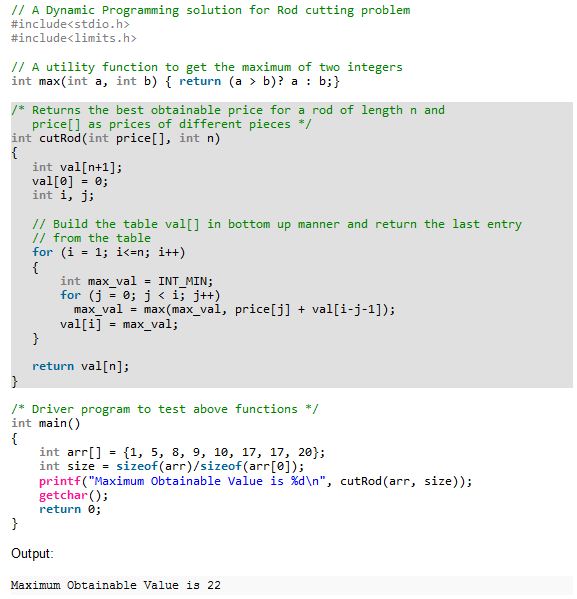 // A Dynamic Programming solution for Rod cutting problem
#include<stdio.h>
#include<limits.h>

// A utility function to get the maximum of two integers
int max(int a, int b) { return (a > b)? a : b;}

/* Returns the best obtainable price for a rod of length n and
   price[] as prices of different pieces */
int cutRod(int price[], int n)
{
   int val[n+1];
   val[0] = 0;
   int i, j;

   // Build the table val[] in bottom up manner and return the last entry
   // from the table
   for (i = 1; i<=n; i++)
   {
       int max_val = INT_MIN;
       for (j = 0; j < i; j++)
         max_val = max(max_val, price[j] + val[i-j-1]);
       val[i] = max_val;
   }

   return val[n];
}

/* Driver program to test above functions */
int main()
{
    int arr[] = {1, 5, 8, 9, 10, 17, 17, 20};
    int size = sizeof(arr)/sizeof(arr[0]);
    printf("Maximum Obtainable Value is %d\n", cutRod(arr, size));
    getchar();
    return 0;
}

Output:

Maximum Obtainable Value is 22